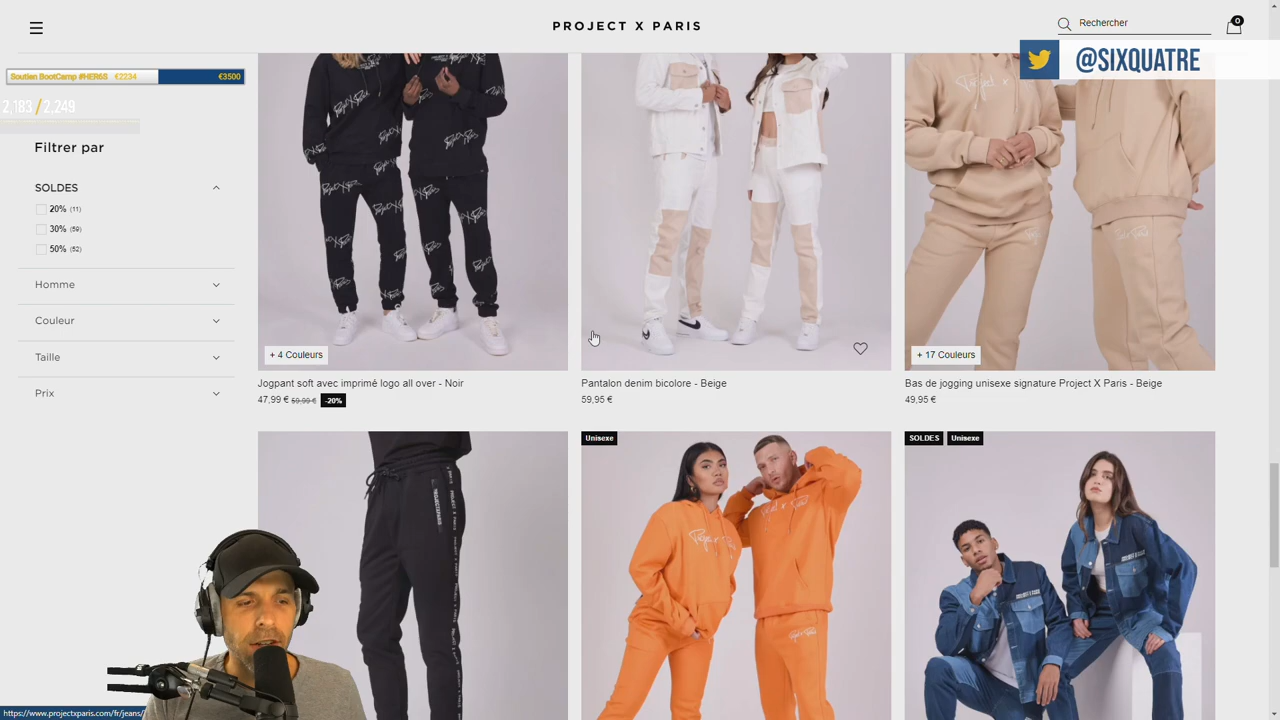 PROJECT X PARIS
Rechercher
0
@SIXQUATRE
Soutien BootCamp #HER6S €2234 €3500
2,183 / 2,249
Filtrer par
SOLDES
20% (11)
30% (59)
50% (52)
Homme
Couleur
Taille
Prix
+ 4 Couleurs
+ 17 Couleurs
Jogpant soft avec imprimé logo all over - Noir
47,99 € 59,99 € -20%
Pantalon denim bicolore - Beige
59,95 €
Bas de jogging unisexe signature Project X Paris - Beige
49,95 €
Unisexe
SOLDES Unisexe
https://www.projectxparis.com/fr/jeans/